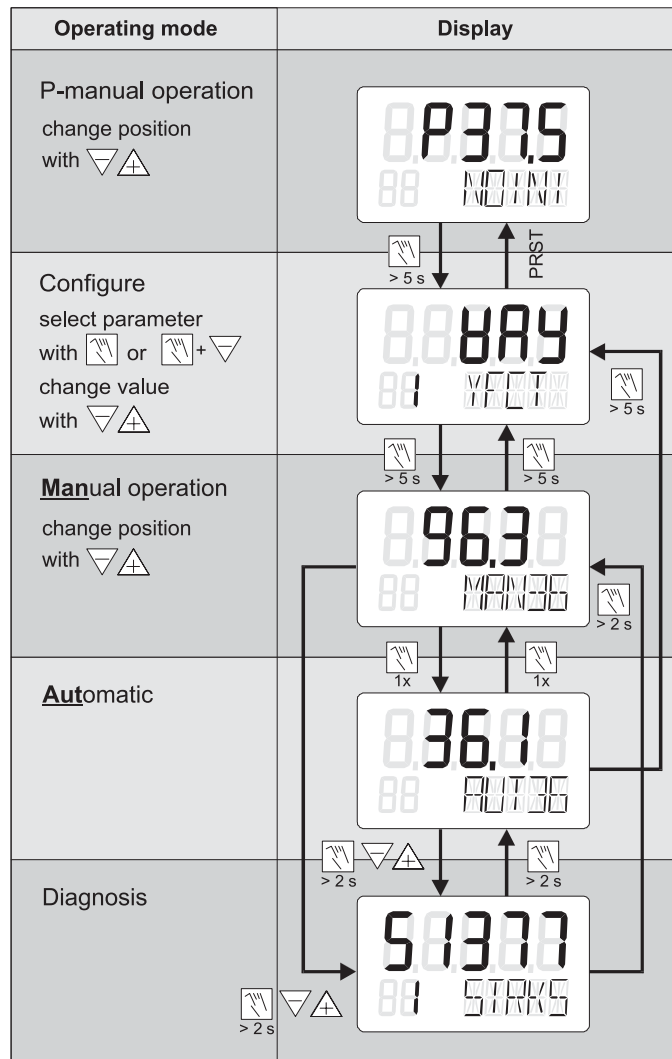 Operating mode
Display
P-manual operation
change position
with
P37.5
NOINI
> 5 s
PRST
Configure
select parameter
with or +
change value
with
WAY
1 YFCT
> 5 s
> 5 s
> 5 s
Manual operation
change position
with
96.3
MAN36
> 2 s
1x
1x
Automatic
36.1
AUT36
> 2 s
> 2 s
Diagnosis
51377
1 STRKS
> 2 s